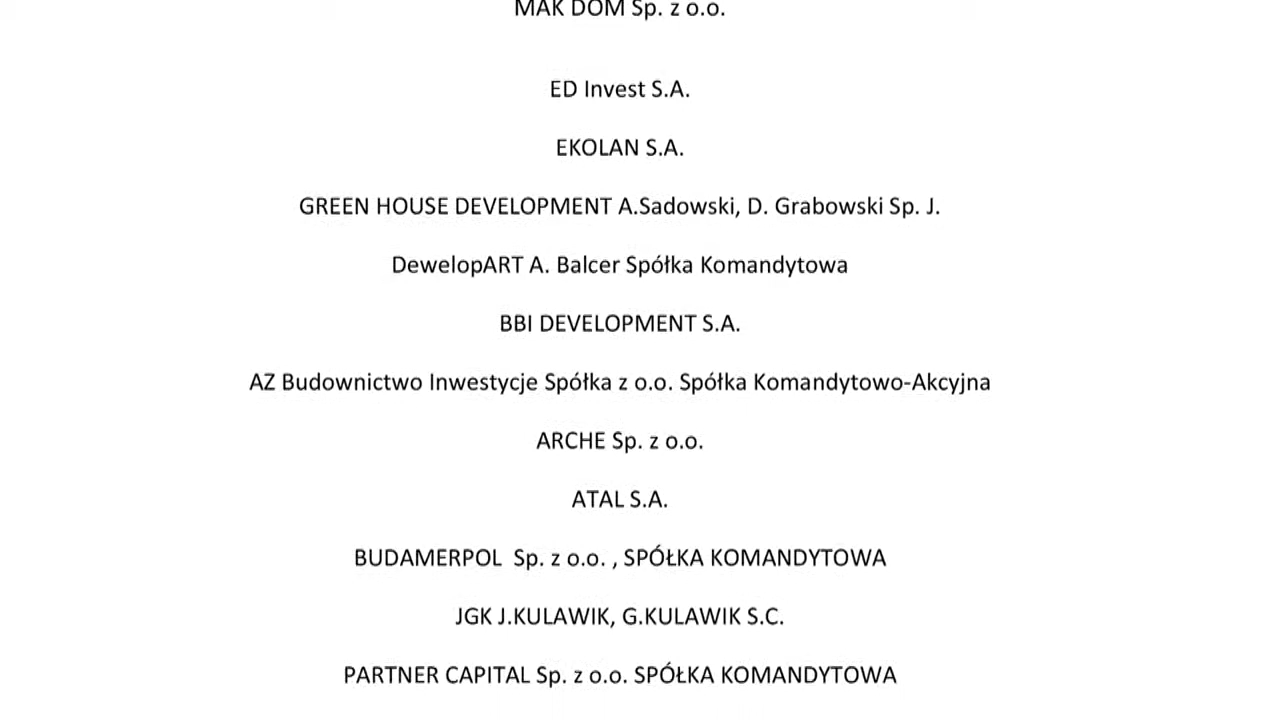 MAK DOM Sp. z o.o.
ED Invest S.A.
EKOLAN S.A.
GREEN HOUSE DEVELOPMENT A.Sadowski, D. Grabowski Sp. J.
DewelopART A. Balcer Spółka Komandytowa
BBI DEVELOPMENT S.A.
AZ Budownictwo Inwestycje Spółka z o.o. Spółka Komandytowo-Akcyjna
ARCHE Sp. z o.o.
ATAL S.A.
BUDAMERPOL  Sp. z o.o. , SPÓŁKA KOMANDYTOWA
JGK J.KULAWIK, G.KULAWIK S.C.
PARTNER CAPITAL Sp. z o.o. SPÓŁKA KOMANDYTOWA